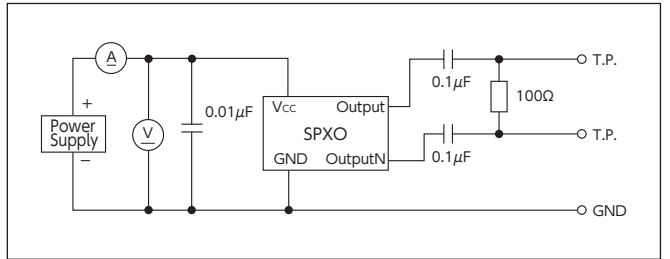 A
T.P.
0.1μF
0.01μF
VCC Output
100Ω
+
Power
Supply
V
SPXO
T.P.
−
GND OutputN
0.1μF
GND